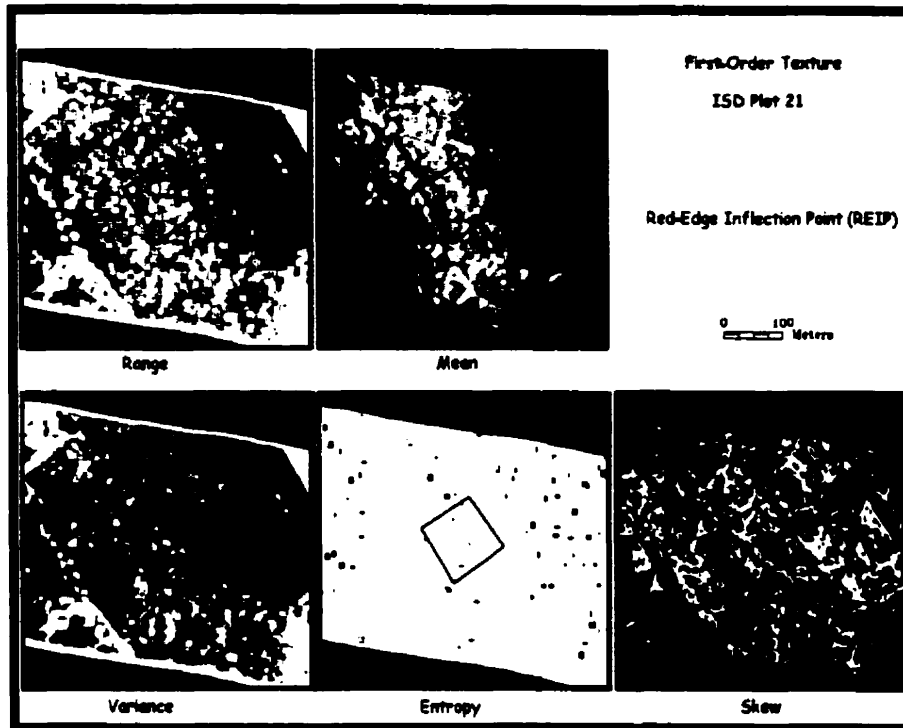 First-Order Texture
ISD Plot 21
Red-Edge Inflection Point (REIP)
0 100
Meters
Range
Mean
Variance
Entropy
Skew